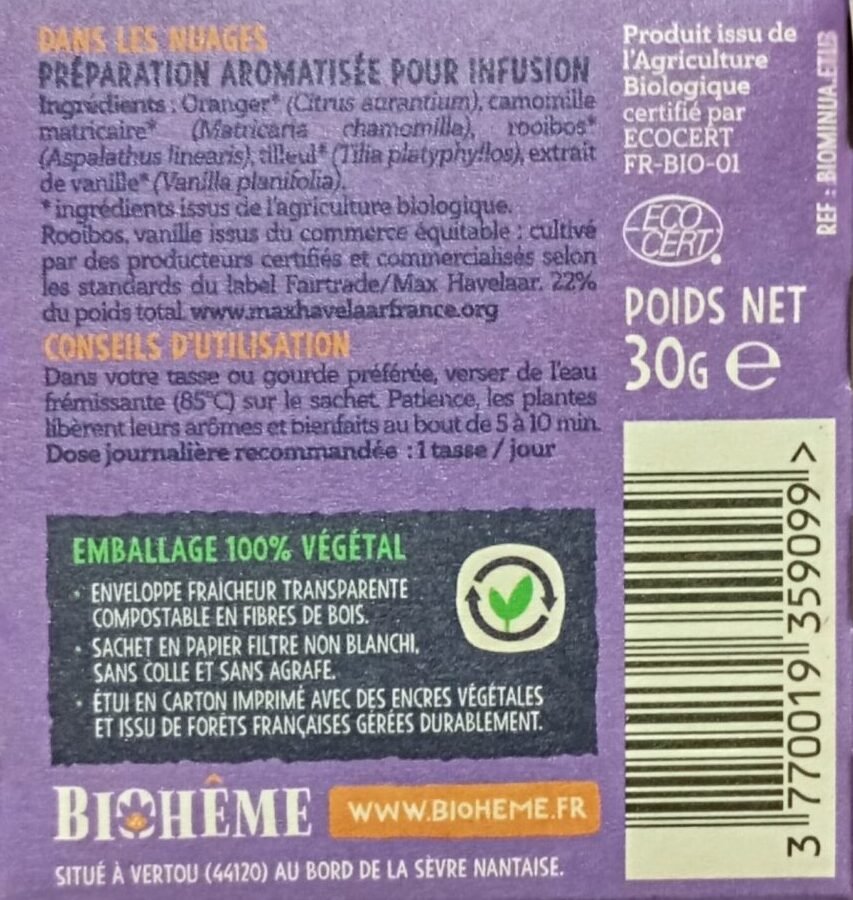 DANS LES NUAGES
PRÉPARATION AROMATISÉE POUR INFUSION
Ingrédients : Oranger* (Citrus aurantium), camomille
matricaire* (Matricaria chamomilla), rooibos*
(Aspalathus linearis), tilleul* (Tilia platyphyllos), extrait
de vanille* (Vanilla planifolia).
* ingrédients issus de l'agriculture biologique.
Rooibos, vanille issus du commerce équitable : cultivé
par des producteurs certifiés et commercialisés selon
les standards du label Fairtrade/Max Havelaar. 22%
du poids total. www.maxhavelaarfrance.org
CONSEILS D'UTILISATION
Dans votre tasse ou gourde préférée, verser de l'eau
frémissante (85°C) sur le sachet. Patience, les plantes
libèrent leurs arômes et bienfaits au bout de 5 à 10 min.
Dose journalière recommandée : 1 tasse / jour
EMBALLAGE 100% VÉGÉTAL
• ENVELOPPE FRAÎCHEUR TRANSPARENTE
COMPOSTABLE EN FIBRES DE BOIS.
• SACHET EN PAPIER FILTRE NON BLANCHI,
SANS COLLE ET SANS AGRAFE.
• ÉTUI EN CARTON IMPRIMÉ AVEC DES ENCRES VÉGÉTALES
ET ISSU DE FORÊTS FRANÇAISES GÉRÉES DURABLEMENT.
BIOHÊME
WWW.BIOHEME.FR
SITUÉ À VERTOU (44120) AU BORD DE LA SÈVRE NANTAISE.
Produit issu de
l'Agriculture
Biologique
certifié par
ECOCERT
FR-BIO-01
ECO
CERT
POIDS NET
30G e
REF : BIOMINUA.ETUB
3 770019 359099 >